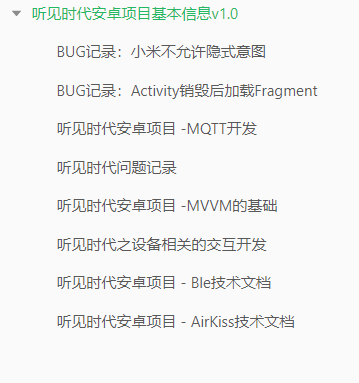 听见时代安卓项目基本信息v1.0
BUG记录：小米不允许隐式意图
BUG记录：Activity销毁后加载Fragment
听见时代安卓项目 -MQTT开发
听见时代问题记录
听见时代安卓项目 -MVVM的基础
听见时代之设备相关的交互开发
听见时代安卓项目 - Ble技术文档
听见时代安卓项目 - AirKiss技术文档